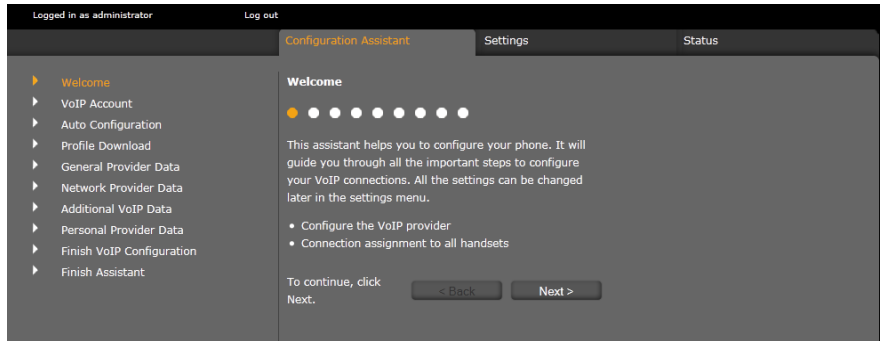 Logged in as administrator
Log out
Configuration Assistant
Settings
Status
Welcome
VoIP Account
Auto Configuration
Profile Download
General Provider Data
Network Provider Data
Additional VoIP Data
Personal Provider Data
Finish VoIP Configuration
Finish Assistant
Welcome
This assistant helps you to configure your phone. It will
guide you through all the important steps to configure
your VoIP connections. All the settings can be changed
later in the settings menu.
• Configure the VoIP provider
• Connection assignment to all handsets
To continue, click
Next.
< Back
Next >